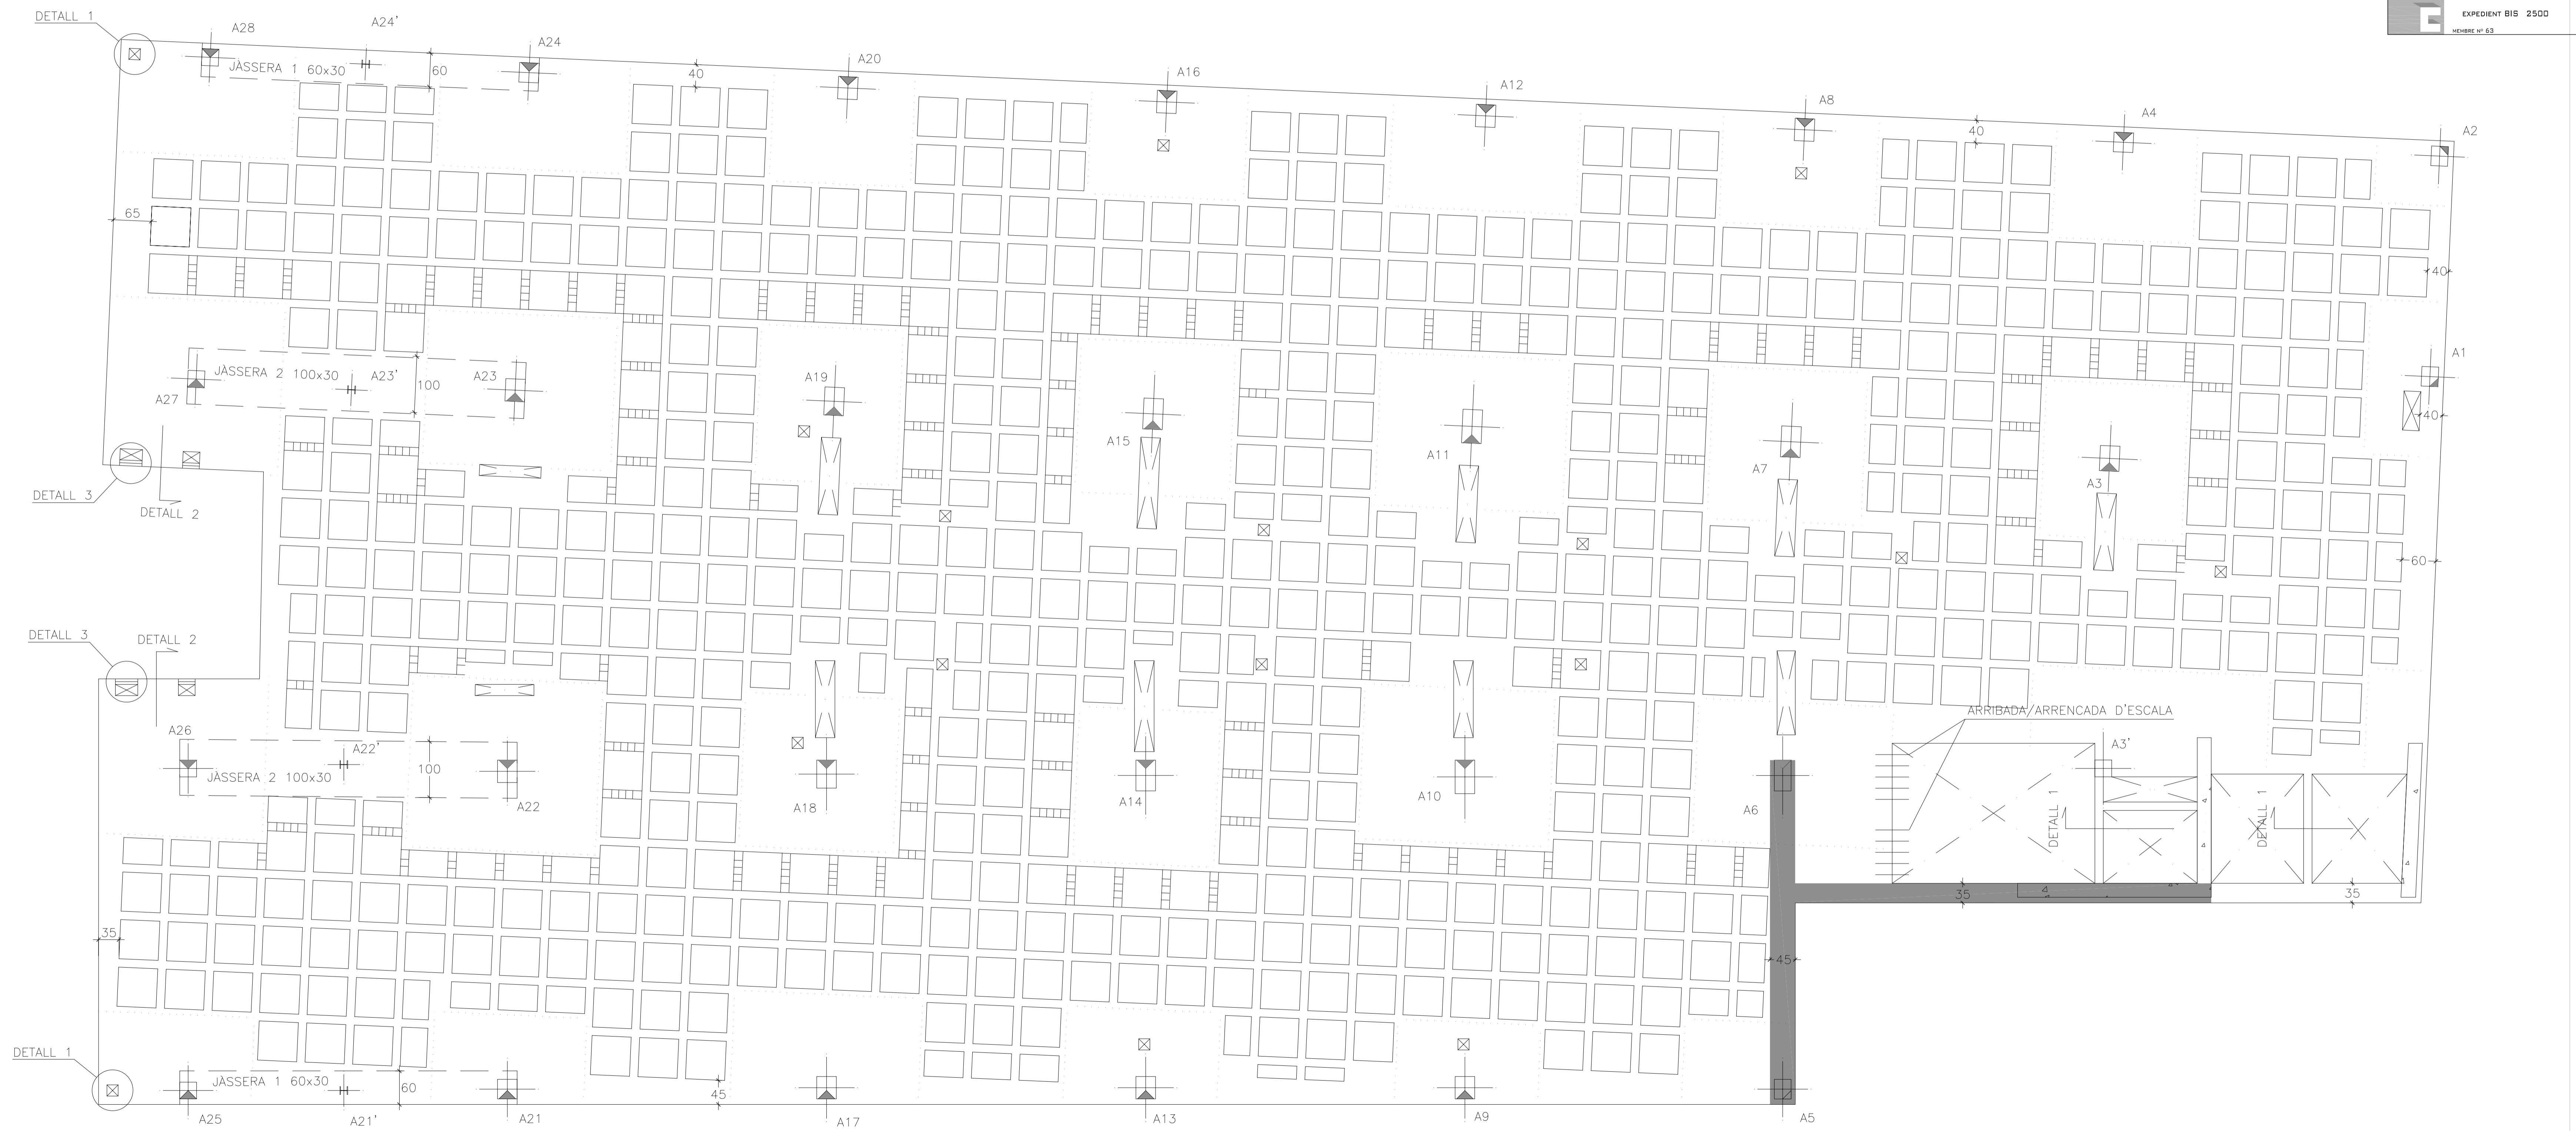 DETALL 1
A28
A24'
A24
EXPEDIENT BIS 2500
MEMBRE Nº 63
JÀSSERA 1 60x30
60
40
A20
A16
A12
A8
A4
A2
40
65
40
A1
40
JÀSSERA 2 100x30
A23'
100
A23
A27
A19
A15
A11
A7
A3
DETALL 3
DETALL 2
60
DETALL 3
DETALL 2
ARRIBADA/ARRENCADA D'ESCALA
A26
A22'
100
JÀSSERA 2 100x30
A22
A18
A14
A10
A6
A3'
DETALL 1
DETALL 1
35
35
35
45
DETALL 1
JÀSSERA 1 60x30
60
45
A25
A21'
A21
A17
A13
A9
A5